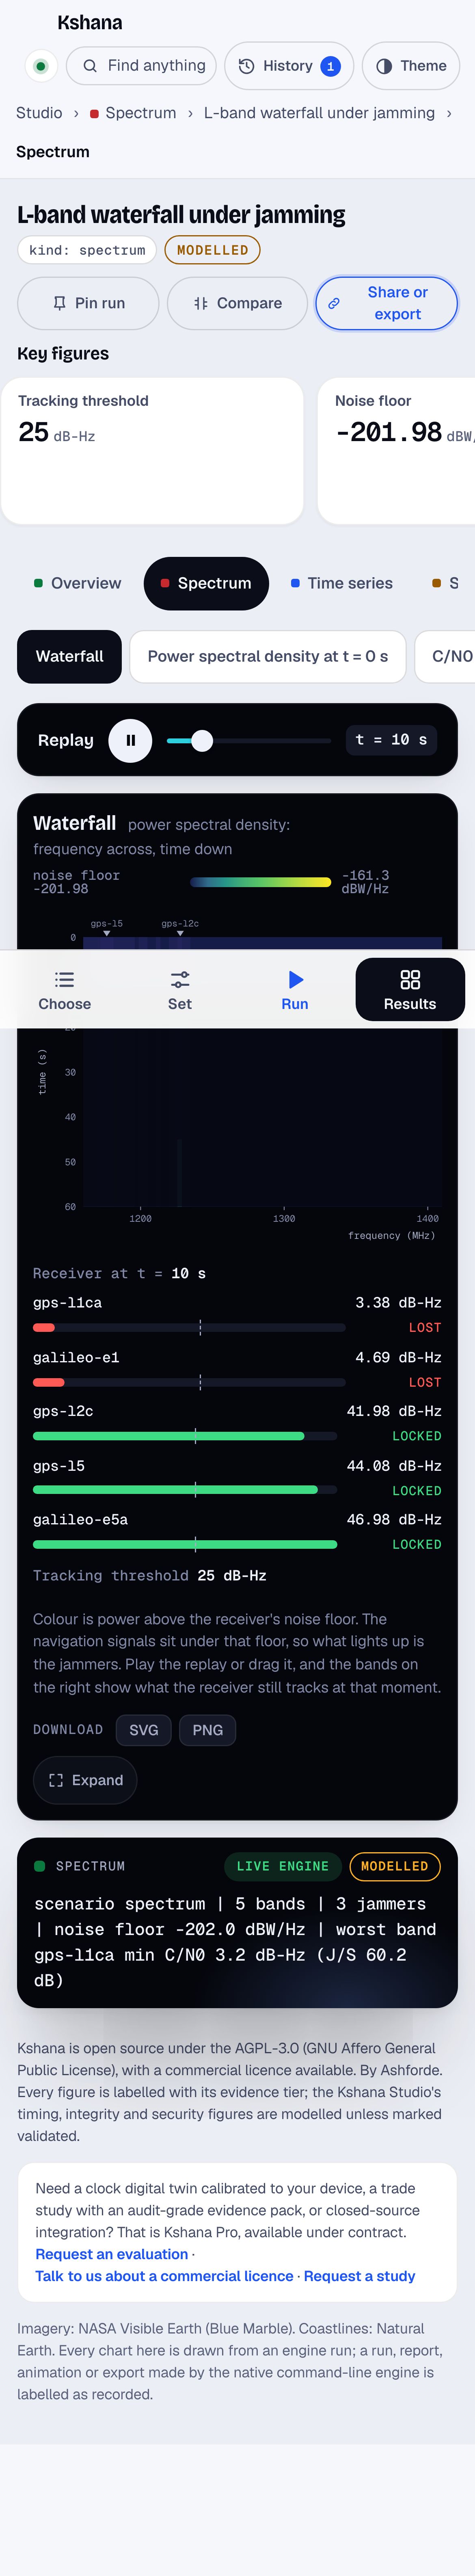 Kshana
Find anything
History 1
Theme
Studio › Spectrum › L-band waterfall under jamming ›
Spectrum
L-band waterfall under jamming
kind: spectrum
MODELLED
Pin run
Compare
Share or
export
Key figures
Tracking threshold
25 dB-Hz
Noise floor
-201.98 dBW/
Overview
Spectrum
Time series
S
Waterfall
Power spectral density at t = 0 s
C/N0
Replay
t = 10 s
Waterfall power spectral density:
frequency across, time down
noise floor
-201.98
-161.3
dBW/Hz
gps-l5
gps-l2c
0
Choose
Set
Run
Results
20
30
40
50
60
time (s)
1200
1300
1400
frequency (MHz)
Receiver at t = 10 s
gps-l1ca
3.38 dB-Hz
LOST
galileo-e1
4.69 dB-Hz
LOST
gps-l2c
41.98 dB-Hz
LOCKED
gps-l5
44.08 dB-Hz
LOCKED
galileo-e5a
46.98 dB-Hz
LOCKED
Tracking threshold 25 dB-Hz
Colour is power above the receiver's noise floor. The
navigation signals sit under that floor, so what lights up is
the jammers. Play the replay or drag it, and the bands on
the right show what the receiver still tracks at that moment.
DOWNLOAD
SVG
PNG
Expand
SPECTRUM
LIVE ENGINE
MODELLED
scenario spectrum | 5 bands | 3 jammers
| noise floor -202.0 dBW/Hz | worst band
gps-l1ca min C/N0 3.2 dB-Hz (J/S 60.2
dB)
Kshana is open source under the AGPL-3.0 (GNU Affero General
Public License), with a commercial licence available. By Ashforde.
Every figure is labelled with its evidence tier; the Kshana Studio's
timing, integrity and security figures are modelled unless marked
validated.
Need a clock digital twin calibrated to your device, a trade
study with an audit-grade evidence pack, or closed-source
integration? That is Kshana Pro, available under contract.
Request an evaluation ·
Talk to us about a commercial licence · Request a study
Imagery: NASA Visible Earth (Blue Marble). Coastlines: Natural
Earth. Every chart here is drawn from an engine run; a run, report,
animation or export made by the native command-line engine is
labelled as recorded.